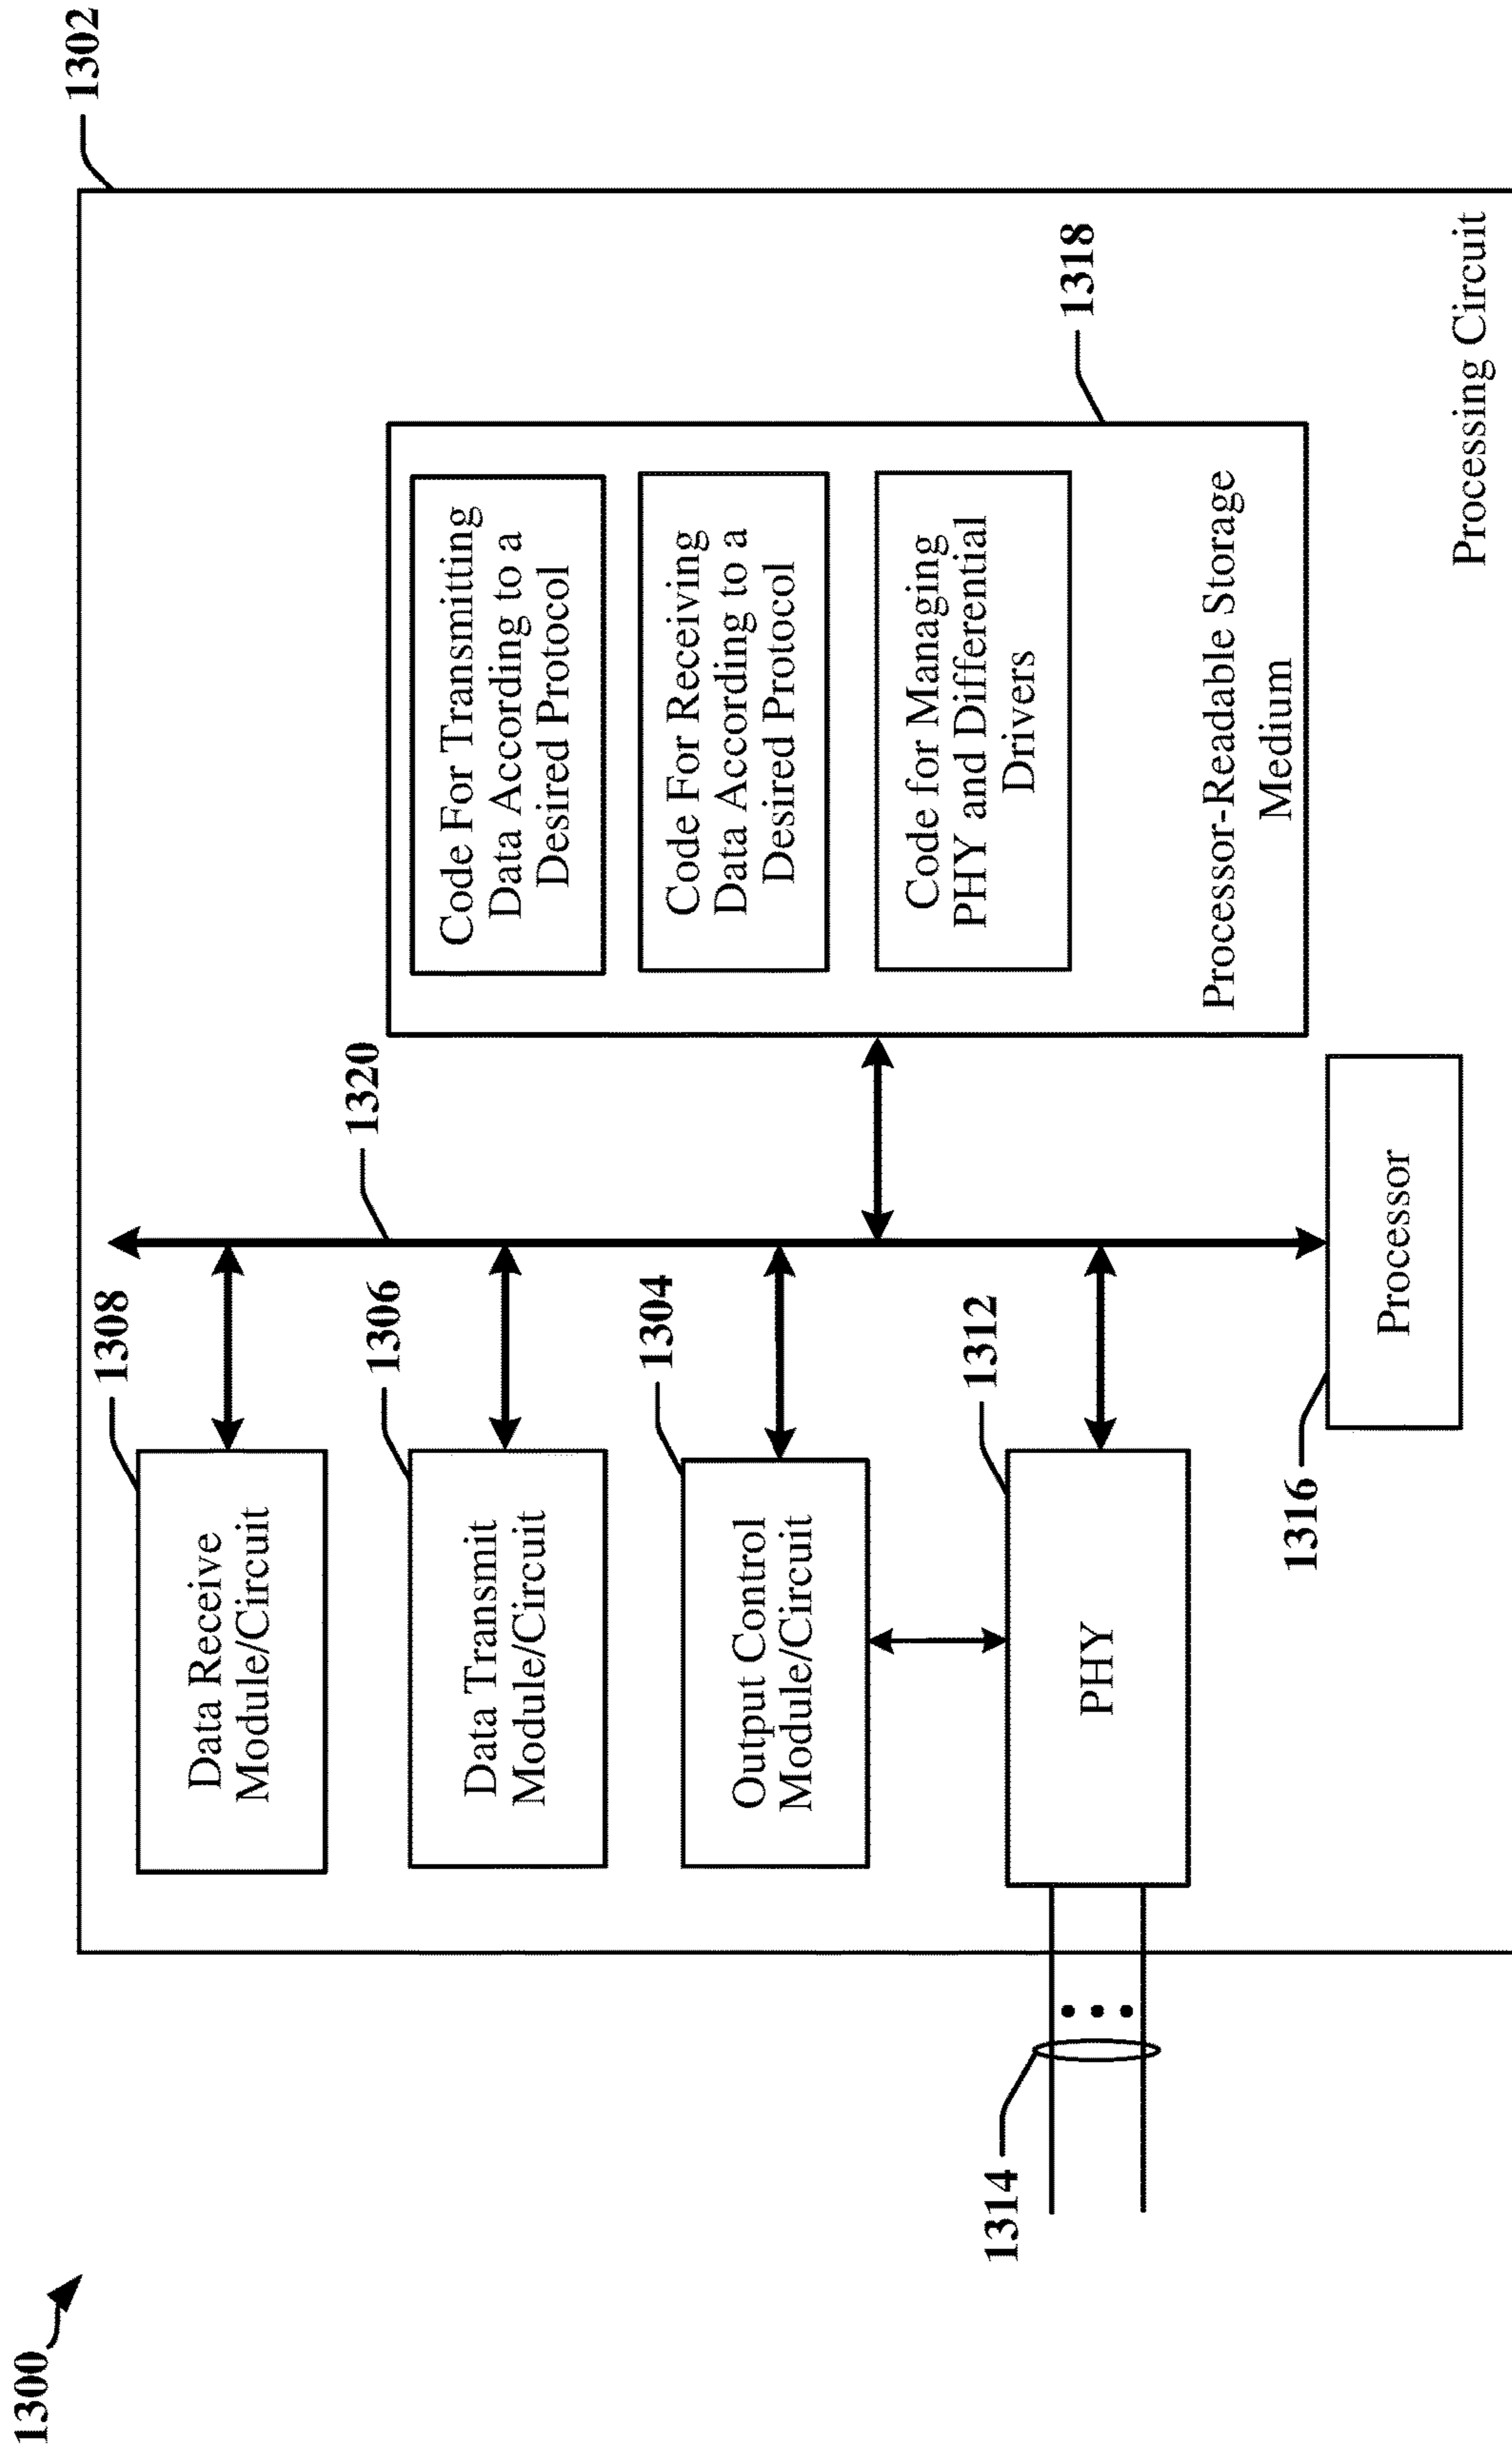 1300
1302
1308
Data Receive
Module/Circuit
1306
Data Transmit
Module/Circuit
1304
Output Control
Module/Circuit
1312
PHY
1314
1320
1316
Processor
1318
Code For Transmitting
Data According to a
Desired Protocol
Code For Receiving
Data According to a
Desired Protocol
Code for Managing
PHY and Differential
Drivers
Processor-Readable Storage
Medium
Processing Circuit